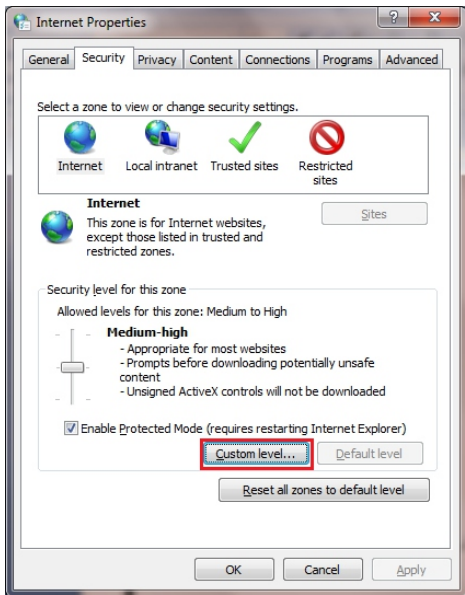 Internet Properties
General Security Privacy Content Connections Programs Advanced
Select a zone to view or change security settings.
Internet Local intranet Trusted sites Restricted
sites
Internet
Sites
This zone is for Internet websites,
except those listed in trusted and
restricted zones.
Security level for this zone
Allowed levels for this zone: Medium to High
Medium-high
- Appropriate for most websites
- Prompts before downloading potentially unsafe
content
- Unsigned ActiveX controls will not be downloaded
Enable Protected Mode (requires restarting Internet Explorer)
Custom level... Default level
Reset all zones to default level
OK Cancel Apply